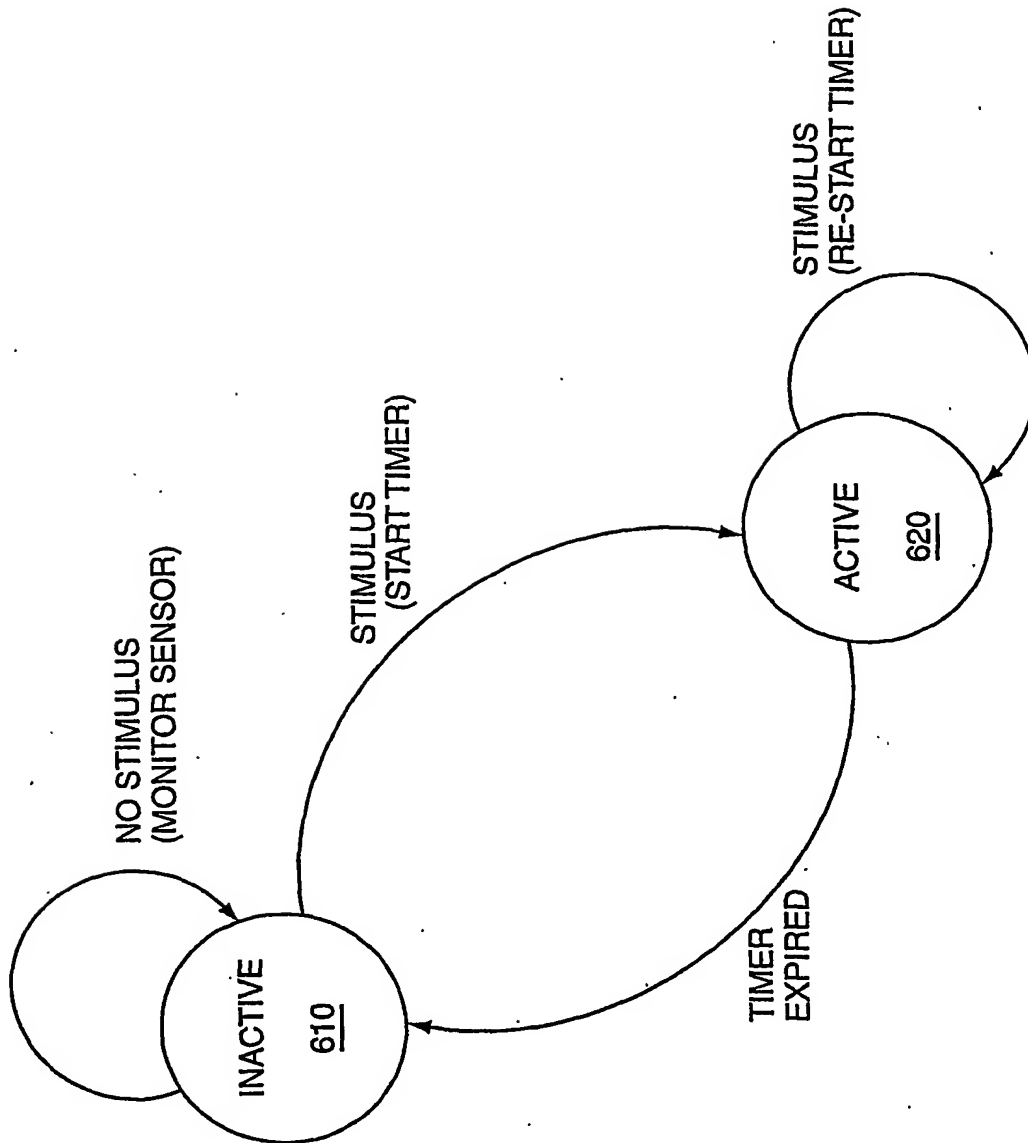 NO STIMULUS
(MONITOR SENSOR)
INACTIVE
610
STIMULUS
(START TIMER)
TIMER
EXPIRED
ACTIVE
620
STIMULUS
(RE-START TIMER)